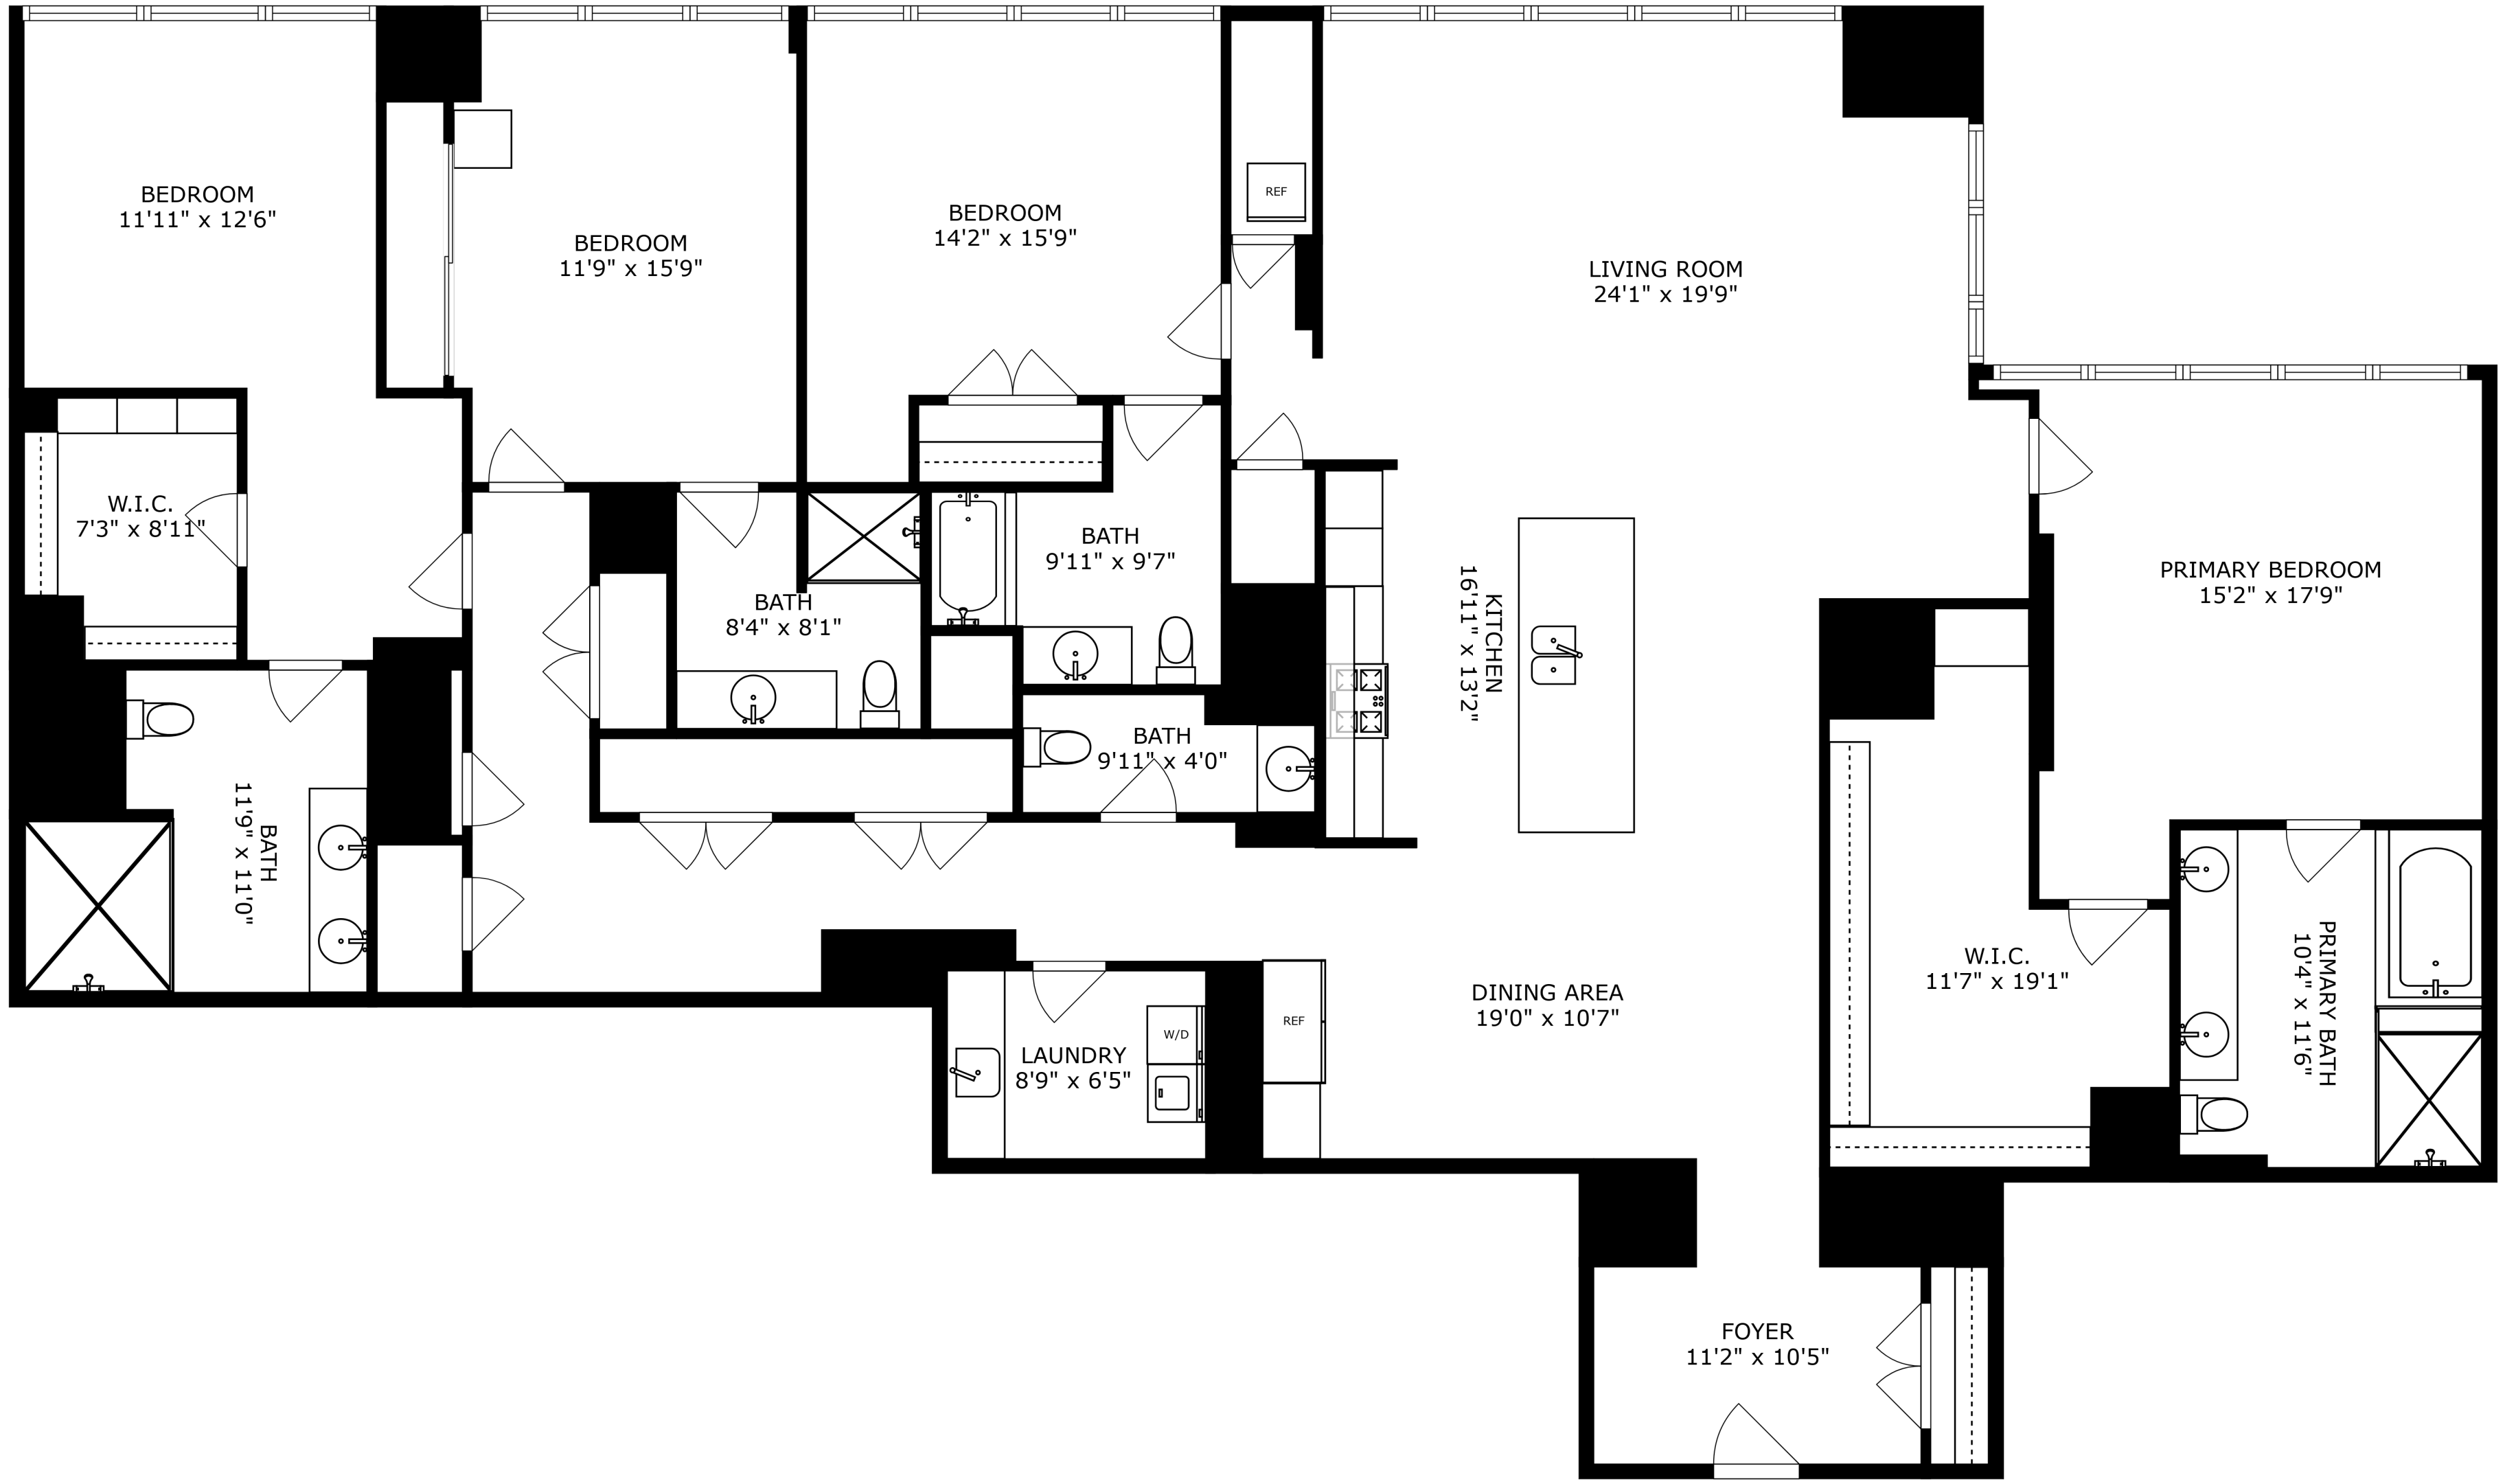 BEDROOM
11'11" x 12'6"
BEDROOM
11'9" x 15'9"
BEDROOM
14'2" x 15'9"
REF
LIVING ROOM
24'1" x 19'9"
W.I.C.
7'3" x 8'11"
BATH
8'4" x 8'1"
BATH
9'11" x 9'7"
KITCHEN
16'11" x 13'2"
PRIMARY BEDROOM
15'2" x 17'9"
BATH
11'9" x 11'0"
BATH
9'11" x 4'0"
W.I.C.
11'7" x 19'1"
PRIMARY BATH
10'4" x 11'6"
LAUNDRY
8'9" x 6'5"
W/D
REF
DINING AREA
19'0" x 10'7"
FOYER
11'2" x 10'5"